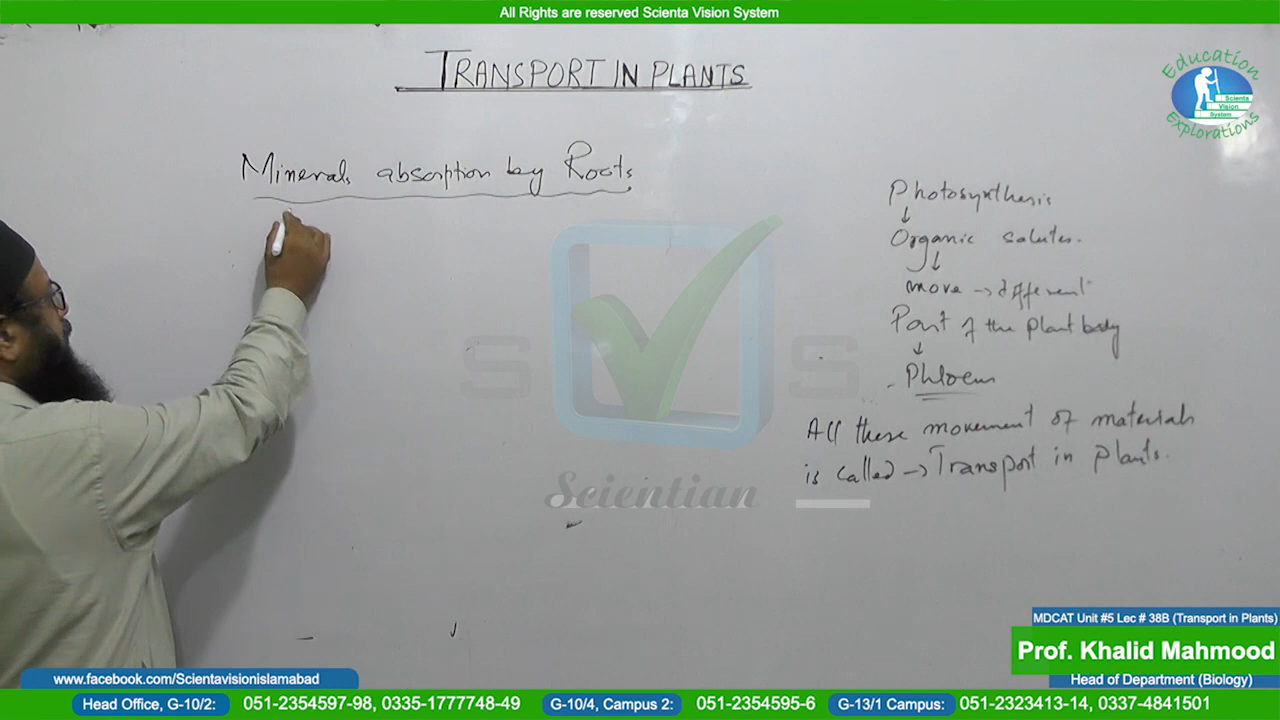 All Rights are reserved Scienta Vision System
TRANSPORT IN PLANTS
Education
Scienta
Vision
System
Explorations
Minerals absorption by Roots
Photosynthesis
↓
Organic solutes.
↓
move → different
Part of the plant body
↓
Phloem
All these movement of materials
is called → Transport in plants.
S S
Scientian
MDCAT Unit #5 Lec # 38B (Transport in Plants)
Prof. Khalid Mahmood
Head of Department (Biology)
www.facebook.com/Scientavisionislamabad
Head Office, G-10/2: 051-2354597-98, 0335-1777748-49 G-10/4, Campus 2: 051-2354595-6 G-13/1 Campus: 051-2323413-14, 0337-4841501